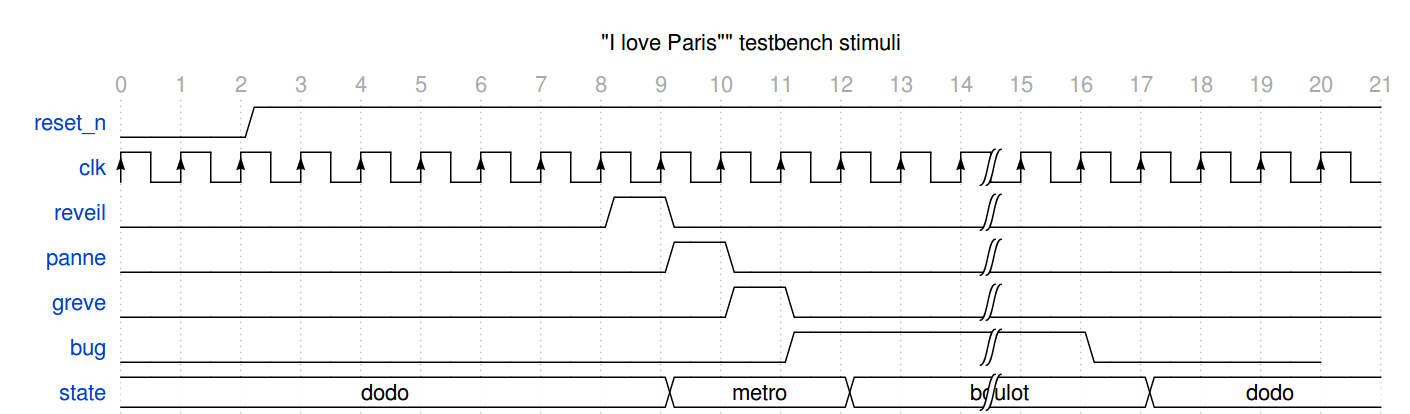 "I love Paris"" testbench stimuli
0 1 2 3 4 5 6 7 8 9 10 11 12 13 14 15 16 17 18 19 20 21
reset_n
clk
reveil
panne
greve
bug
state dodo metro boulot dodo